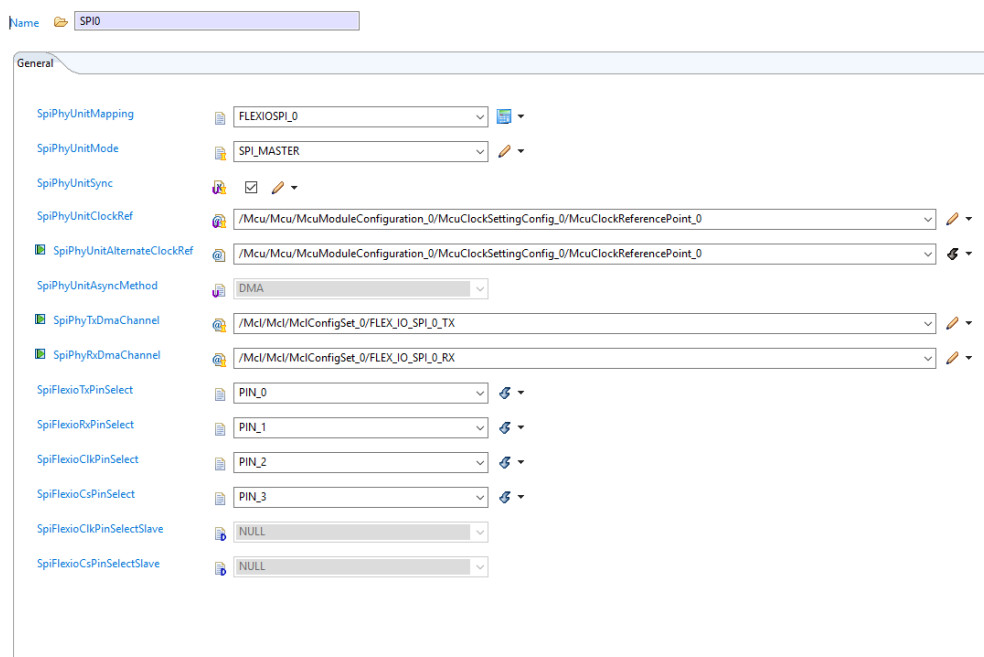 Name SPI0
General
SpiPhyUnitMapping FLEXIOSPI_0
SpiPhyUnitMode SPI_MASTER
SpiPhyUnitSync
SpiPhyUnitClockRef /Mcu/Mcu/McuModuleConfiguration_0/McuClockSettingConfig_0/McuClockReferencePoint_0
SpiPhyUnitAlternateClockRef /Mcu/Mcu/McuModuleConfiguration_0/McuClockSettingConfig_0/McuClockReferencePoint_0
SpiPhyUnitAsyncMethod DMA
SpiPhyTxDmaChannel /Mcl/Mcl/MclConfigSet_0/FLEX_IO_SPI_0_TX
SpiPhyRxDmaChannel /Mcl/Mcl/MclConfigSet_0/FLEX_IO_SPI_0_RX
SpiFlexioTxPinSelect PIN_0
SpiFlexioRxPinSelect PIN_1
SpiFlexioClkPinSelect PIN_2
SpiFlexioCsPinSelect PIN_3
SpiFlexioClkPinSelectSlave NULL
SpiFlexioCsPinSelectSlave NULL